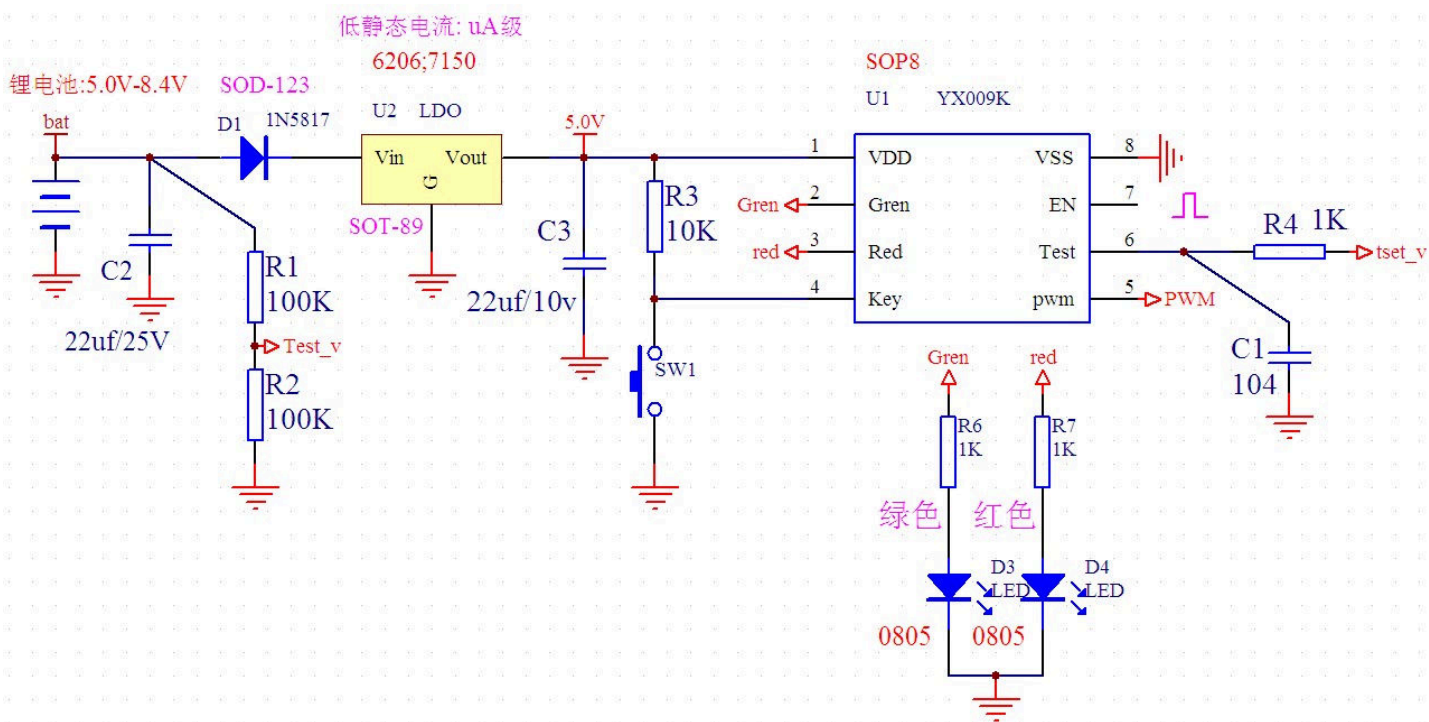 低静态电流: uA级
6206;7150
锂电池:5.0V-8.4V
SOD-123
SOP8
bat
D1
1N5817
U2 LDO
5.0V
U1 YX009K
Vin
Vout
G
SOT-89
1
VDD
VSS
8
Gren
2
Gren
EN
7
R3
10K
R4 1K
red
3
Red
Test
6
tset_v
C2
22uf/25V
R1
100K
C3
22uf/10v
4
Key
pwm
5
PWM
Test_v
R2
100K
SW1
Gren
red
C1
104
R6
1K
R7
1K
绿色
红色
D3
LED
D4
LED
0805
0805